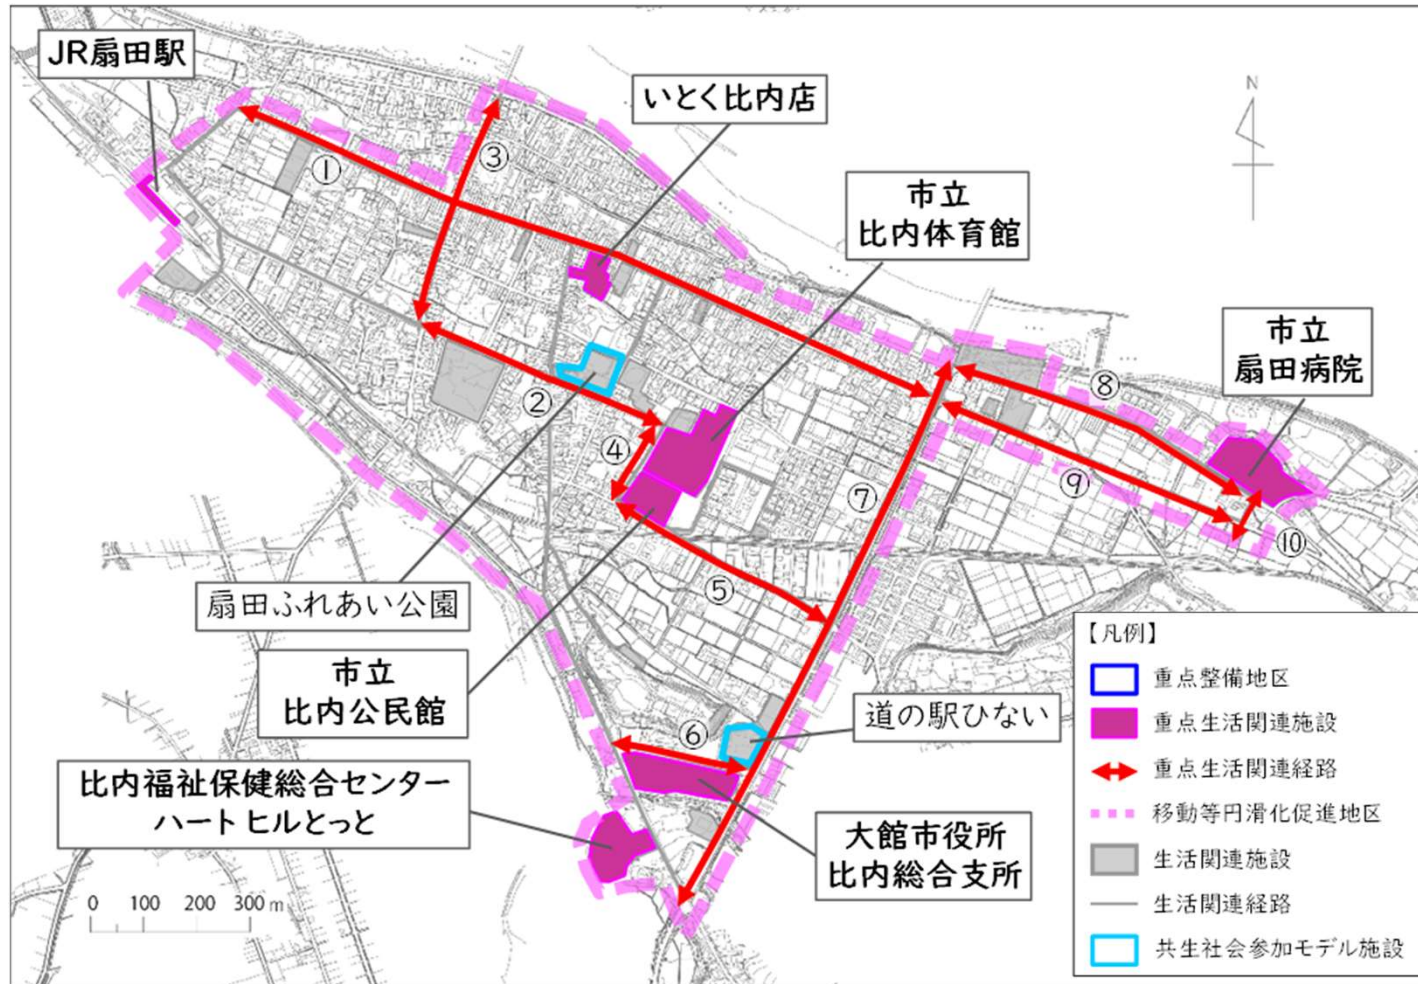 JR扇田駅
いとく比内店
N
市立
比内体育館
①
③
市立
扇田病院
⑧
②
④
⑨
⑦
⑩
⑤
扇田ふれあい公園
市立
比内公民館
道の駅ひない
⑥
比内福祉保健総合センター
ハートヒルとっと
大館市役所
比内総合支所
0 100 200 300 m
【凡例】
重点整備地区
重点生活関連施設
重点生活関連経路
移動等円滑化促進地区
生活関連施設
生活関連経路
共生社会参加モデル施設